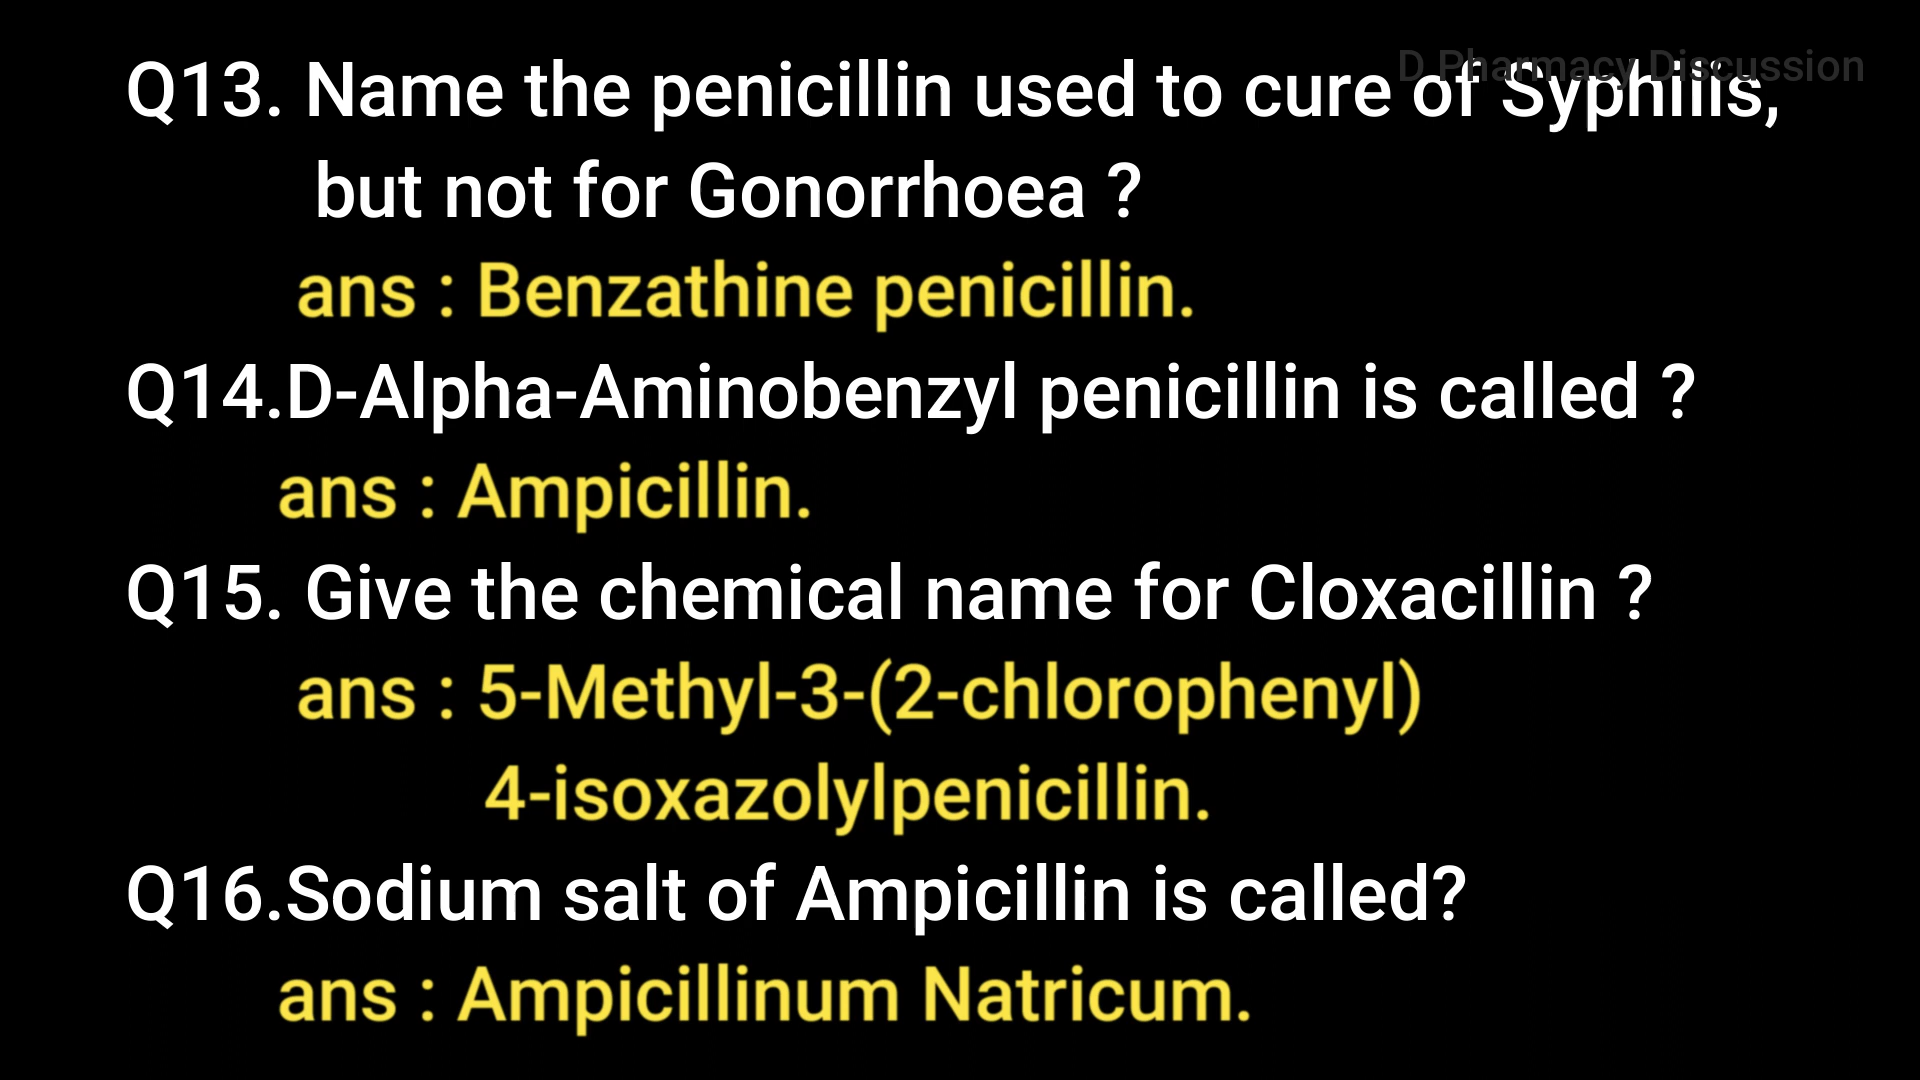 D Pharmacy Discussion
Q13. Name the penicillin used to cure of Syphilis,
but not for Gonorrhoea ?
ans : Benzathine penicillin.
Q14.D-Alpha-Aminobenzyl penicillin is called ?
ans : Ampicillin.
Q15. Give the chemical name for Cloxacillin ?
ans : 5-Methyl-3-(2-chlorophenyl)
4-isoxazolylpenicillin.
Q16.Sodium salt of Ampicillin is called?
ans : Ampicillinum Natricum.